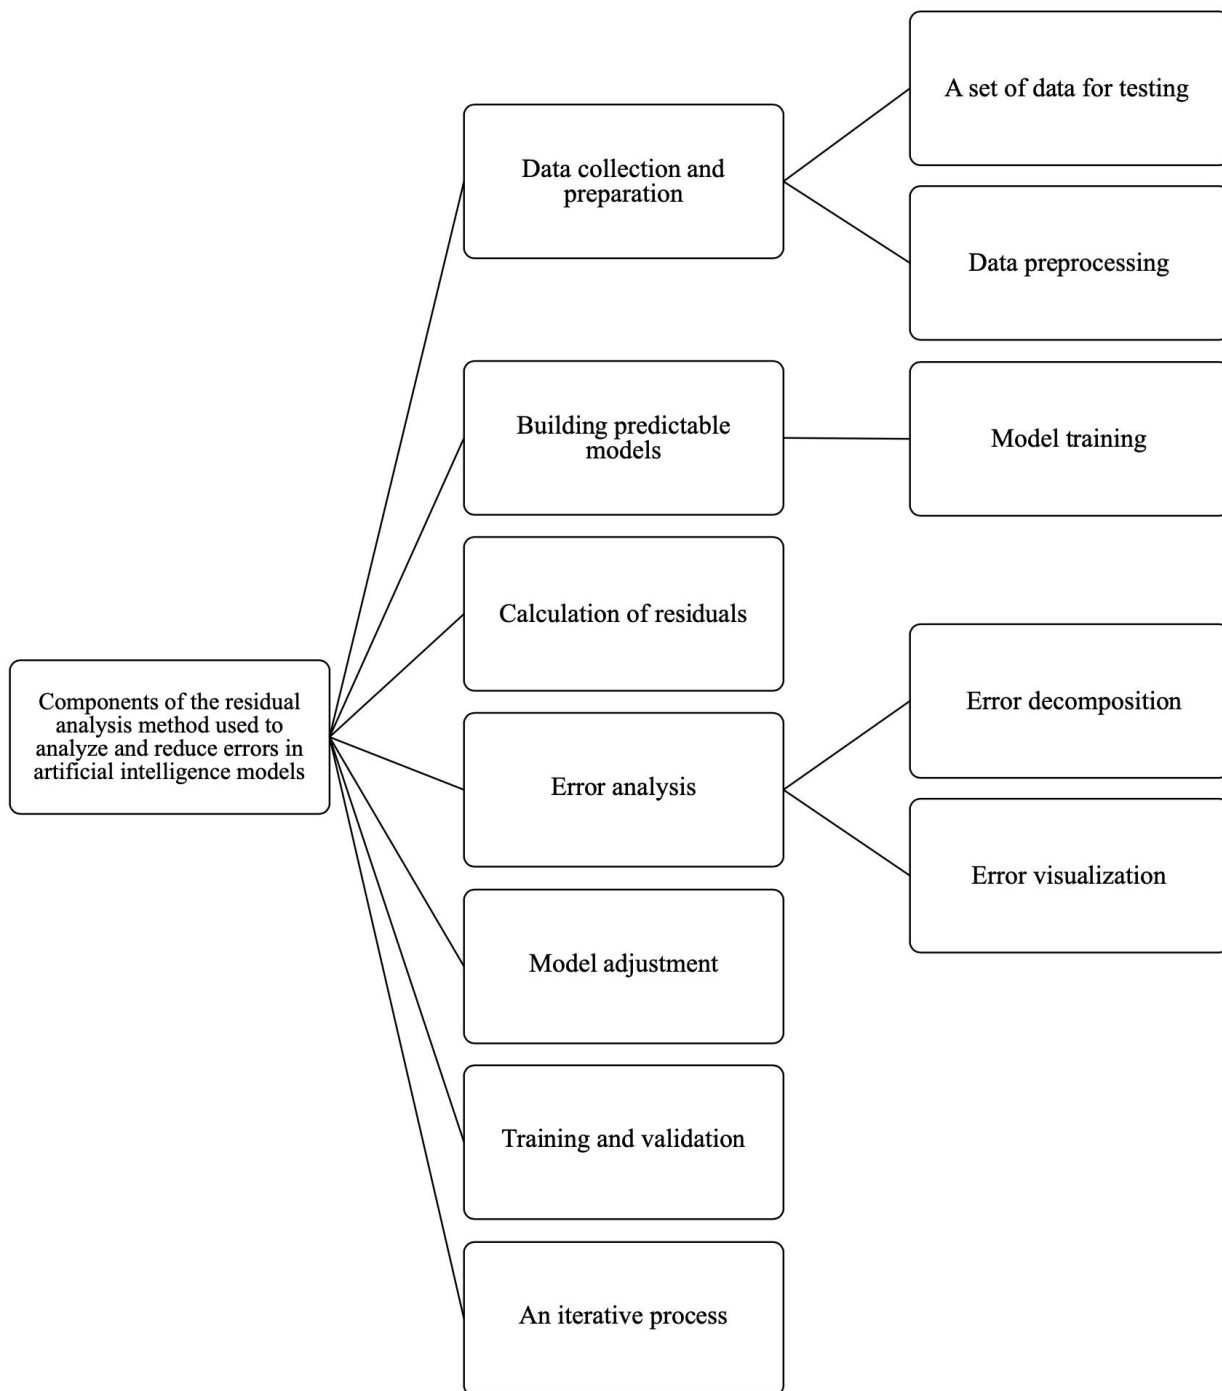 Components of the residual
analysis method used to
analyze and reduce errors in
artificial intelligence models
Data collection and
preparation
A set of data for testing
Data preprocessing
Building predictable
models
Model training
Calculation of residuals
Error analysis
Error decomposition
Error visualization
Model adjustment
Training and validation
An iterative process